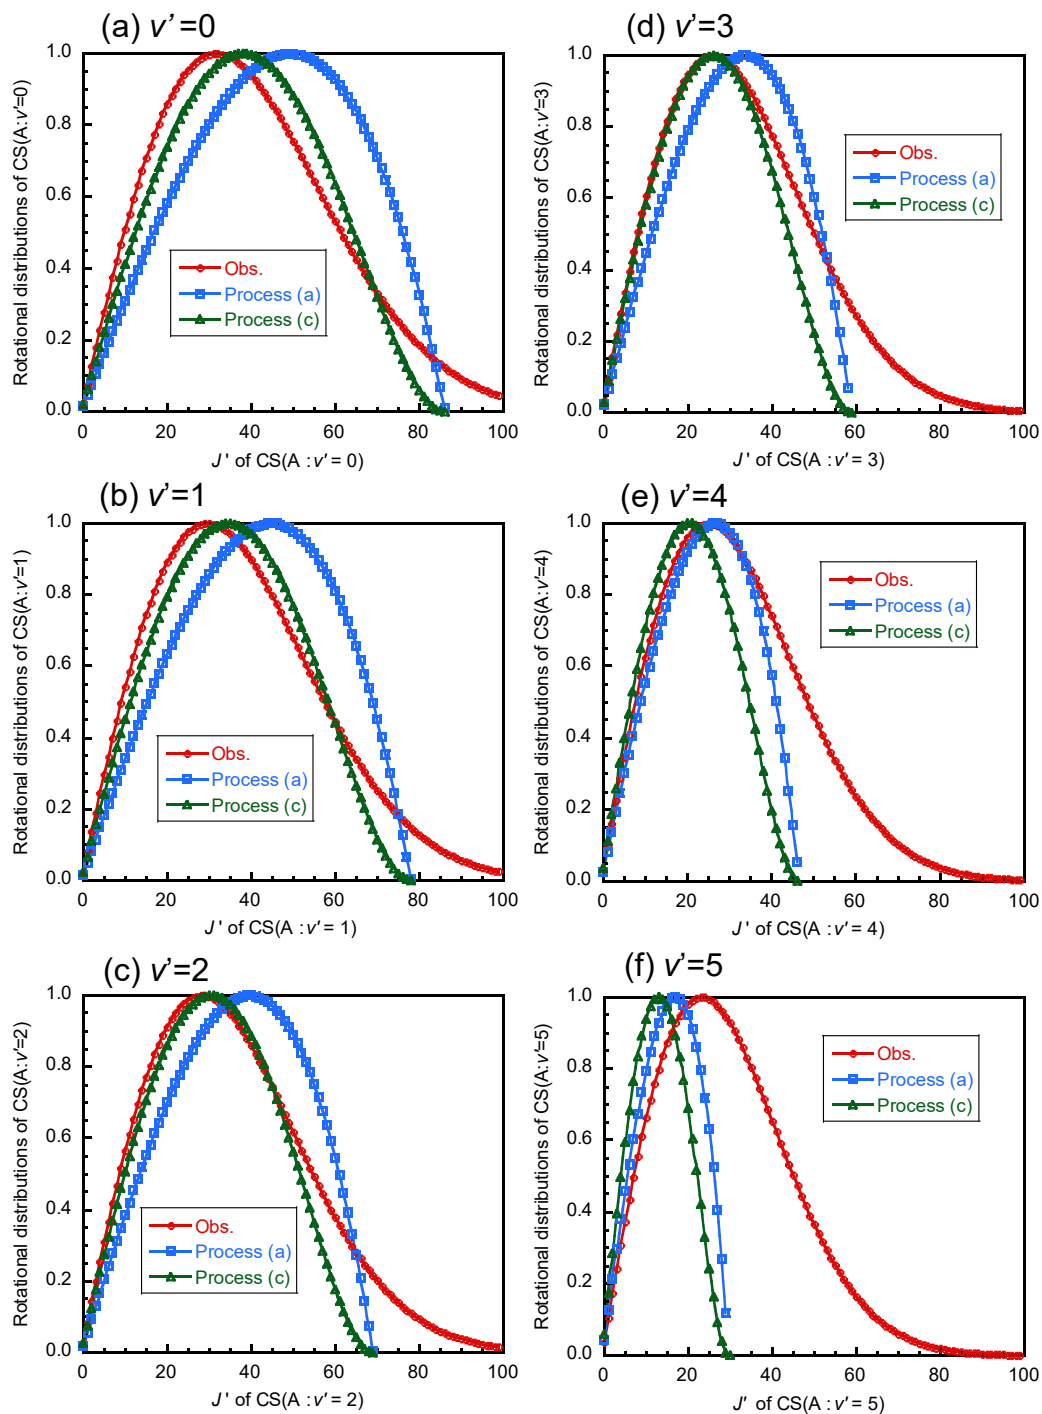 (a) v’=0
Rotational distributions of CS(A:v'=0)
1.0
0.8
0.6
0.4
0.2
0.0
Obs.
Process (a)
Process (c)
0 20 40 60 80 100
J ' of CS(A : v' = 0)
(b) v’=1
Rotational distributions of CS(A:v'=1)
1.0
0.8
0.6
0.4
0.2
0.0
Obs.
Process (a)
Process (c)
0 20 40 60 80 100
J ' of CS(A : v' = 1)
(c) v’=2
Rotational distributions of CS(A:v'=2)
1.0
0.8
0.6
0.4
0.2
0.0
Obs.
Process (a)
Process (c)
0 20 40 60 80 100
J ' of CS(A : v' = 2)
(d) v’=3
Rotational distributions of CS(A:v'=3)
1.0
0.8
0.6
0.4
0.2
0.0
Obs.
Process (a)
Process (c)
0 20 40 60 80 100
J ' of CS(A : v' = 3)
(e) v’=4
Rotational distributions of CS(A:v'=4)
1.0
0.8
0.6
0.4
0.2
0.0
Obs.
Process (a)
Process (c)
0 20 40 60 80 100
J ' of CS(A : v' = 4)
(f) v’=5
Rotational distributions of CS(A:v'=5)
1.0
0.8
0.6
0.4
0.2
0.0
Obs.
Process (a)
Process (c)
0 20 40 60 80 100
J' of CS(A : v' = 5)